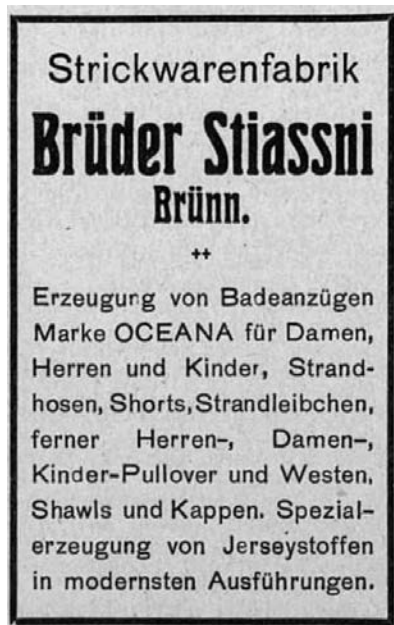 Strickwarenfabrik
Brüder Stiassni
Brünn.
++
Erzeugung von Badeanzügen
Marke OCEANA für Damen,
Herren und Kinder, Strand-
hosen, Shorts, Strandleibchen,
ferner Herren-, Damen-,
Kinder-Pullover und Westen,
Shawls und Kappen. Spezial-
erzeugung von Jerseystoffen
in modernsten Ausführungen.